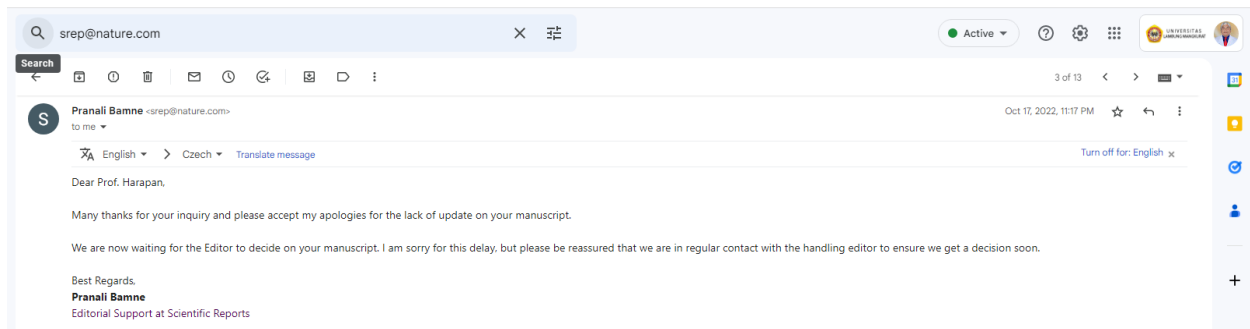 srep@nature.com
Active
UNIVERSITAS
LAMBUNG MANGKURAT
Search
3 of 13
31
Pranali Bamne <srep@nature.com>
Oct 17, 2022, 11:17 PM
S
to me
English
Czech
Translate message
Turn off for: English x
Dear Prof. Harapan,
Many thanks for your inquiry and please accept my apologies for the lack of update on your manuscript.
We are now waiting for the Editor to decide on your manuscript. I am sorry for this delay, but please be reassured that we are in regular contact with the handling editor to ensure we get a decision soon.
Best Regards,
Pranali Bamne
Editorial Support at Scientific Reports